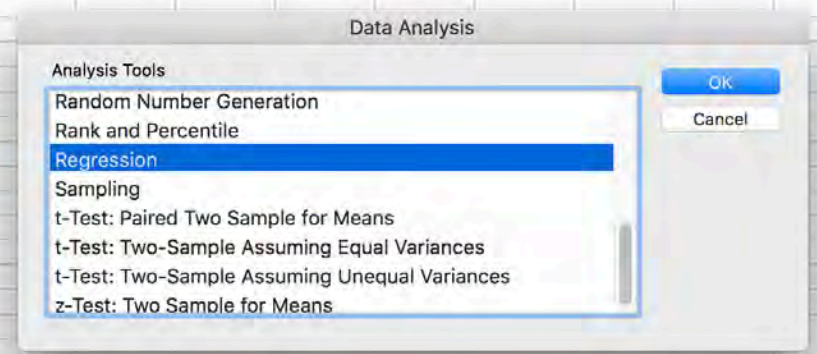 Data Analysis
Analysis Tools
OK
Random Number Generation
Cancel
Rank and Percentile
Regression
Sampling
t-Test: Paired Two Sample for Means
t-Test: Two-Sample Assuming Equal Variances
t-Test: Two-Sample Assuming Unequal Variances
z-Test: Two Sample for Means